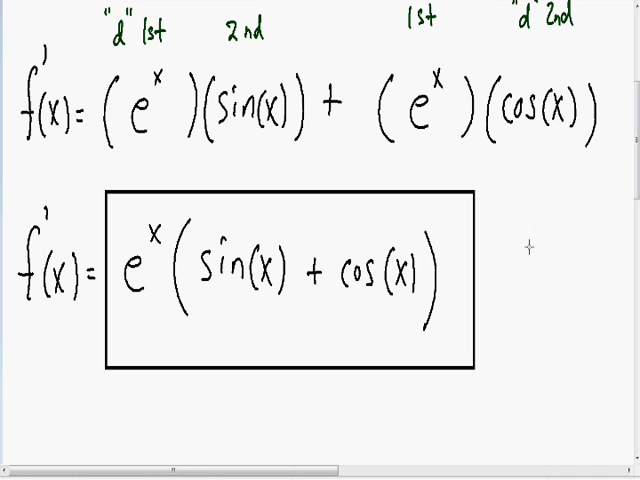 "d" 1st 2nd 1st "d" 2nd
f'(x) = (e^x)(sin(x)) + (e^x)(cos(x))
f'(x) = e^x(sin(x) + cos(x))